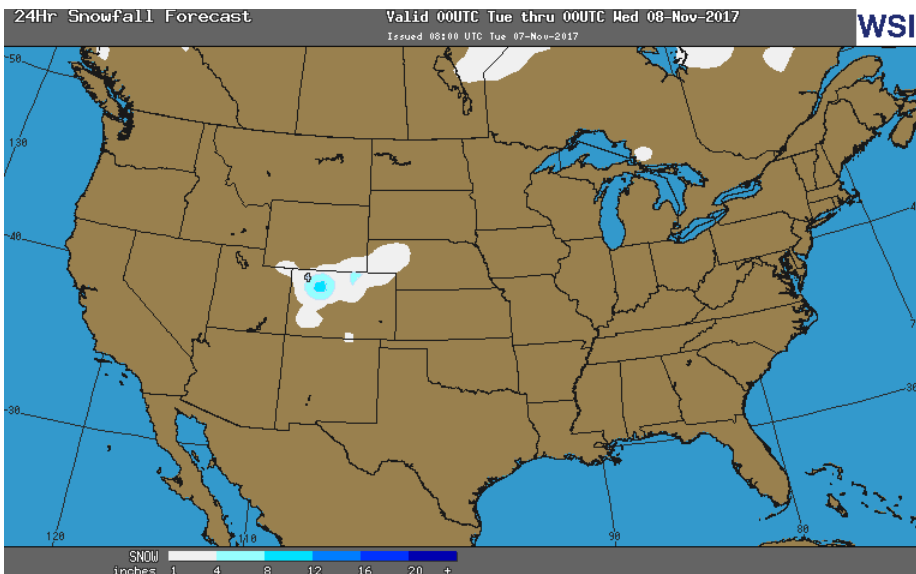 24Hr Snowfall Forecast
Valid 00UTC Tue thru 00UTC Wed 08-Nov-2017
Issued 08:00 UTC Tue 07-Nov-2017
WSI
50
130
40
30
120
110
90
80
SNOW
inches 1 4 8 12 16 20 +